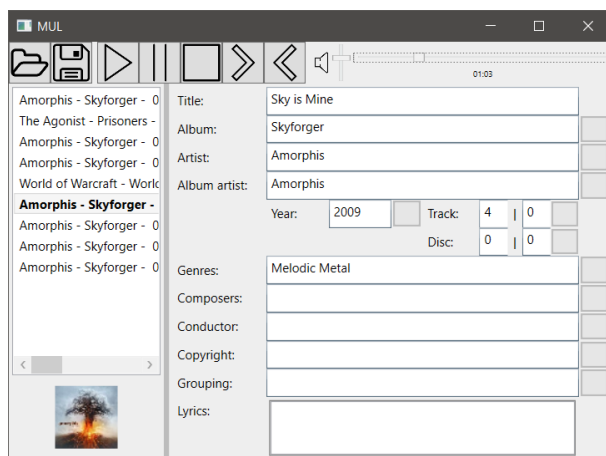 MUL
01:03
Amorphis - Skyforger - 0
The Agonist - Prisoners -
Amorphis - Skyforger - 0
Amorphis - Skyforger - 0
World of Warcraft - World
Amorphis - Skyforger -
Amorphis - Skyforger - 0
Amorphis - Skyforger - 0
Amorphis - Skyforger - 0
Title: Sky is Mine
Album: Skyforger
Artist: Amorphis
Album artist: Amorphis
Year: 2009 Track: 4 | 0
Disc: 0 | 0
Genres: Melodic Metal
Composers:
Conductor:
Copyright:
Grouping:
Lyrics: